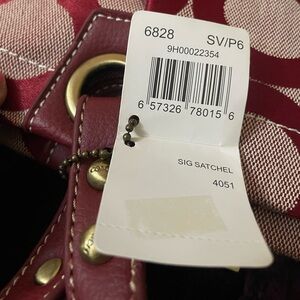 6828 SV/P6
9H00022354
6 57326 78015 6
SIG SATCHEL
4051